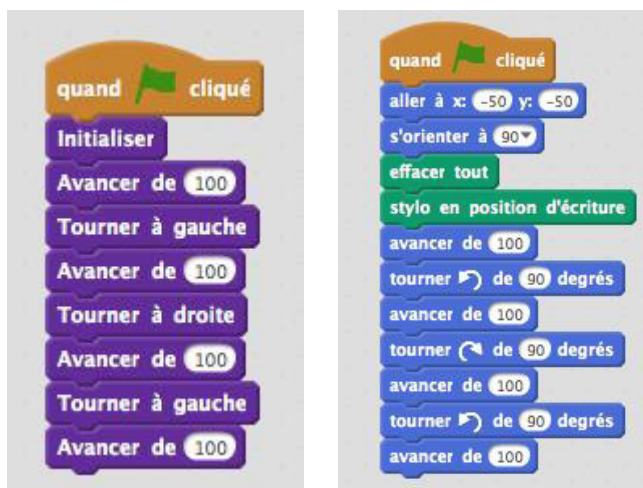 quand cliqué
Initialiser
Avancer de 100
Tourner à gauche
Avancer de 100
Tourner à droite
Avancer de 100
Tourner à gauche
Avancer de 100
quand cliqué
aller à x: -50 y: -50
s'orienter à 90
effacer tout
stylo en position d'écriture
avancer de 100
tourner de 90 degrés
avancer de 100
tourner de 90 degrés
avancer de 100
tourner de 90 degrés
avancer de 100